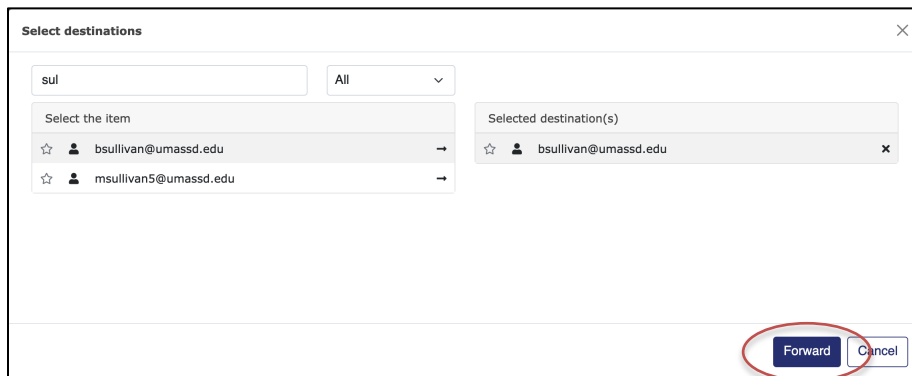 Select destinations
sul
All
Select the item
Selected destination(s)
bsullivan@umassd.edu
bsullivan@umassd.edu
msullivan5@umassd.edu
Forward
Cancel